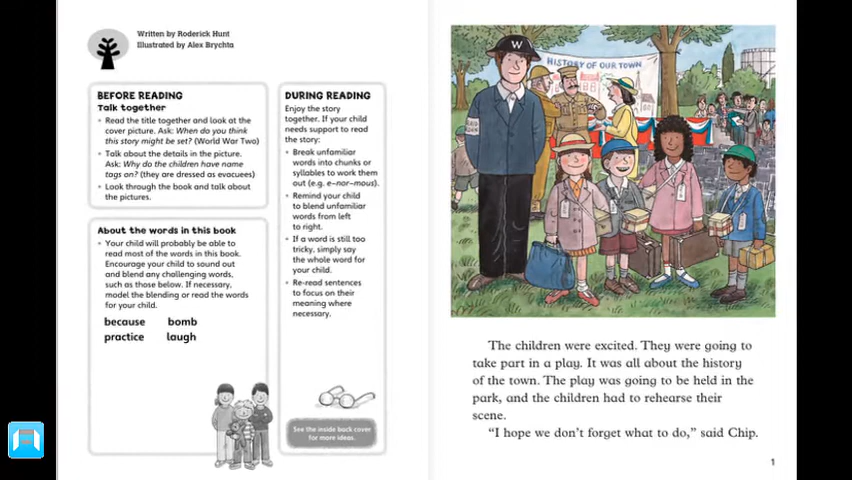 Written by Roderick Hunt
Illustrated by Alex Brychta
BEFORE READING
Talk together
• Read the title together and look at the
cover picture. Ask: When do you think
this story might be set? (World War Two)
• Talk about the details in the picture.
Ask: Why do the children have name
tags on? (they are dressed as evacuees)
• Look through the book and talk about
the pictures.
About the words in this book
• Your child will probably be able to
read most of the words in this book.
Encourage your child to sound out
and blend any challenging words,
such as those below. If necessary,
model the blending or read the words
for your child.
because bomb
practice laugh
DURING READING
Enjoy the story
together. If your child
needs support to read
the story:
• Break unfamiliar
words into chunks or
syllables to work them
out (e.g. e–nor–mous).
• Remind your child
to blend unfamiliar
words from left
to right.
• If a word is still too
tricky, simply say
the whole word for
your child.
• Re-read sentences
to focus on their
meaning where
necessary.
See the inside back cover
for more ideas.
W
HISTORY OF OUR TOWN
The children were excited. They were going to
take part in a play. It was all about the history
of the town. The play was going to be held in the
park, and the children had to rehearse their
scene.
“I hope we don’t forget what to do,” said Chip.
1